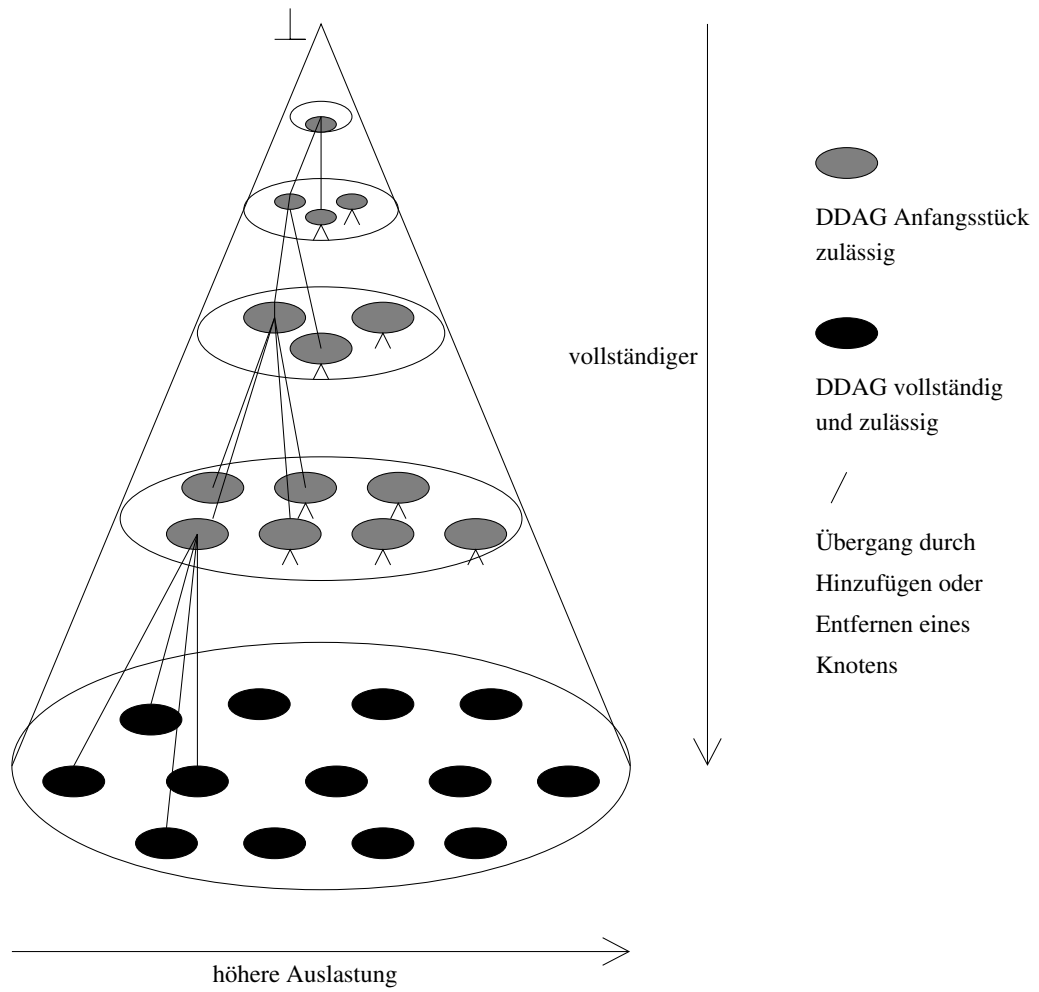 DDAG Anfangsstück
zulässig
vollständiger
DDAG vollständig
und zulässig
Übergang durch
Hinzufügen oder
Entfernen eines
Knotens
höhere Auslastung